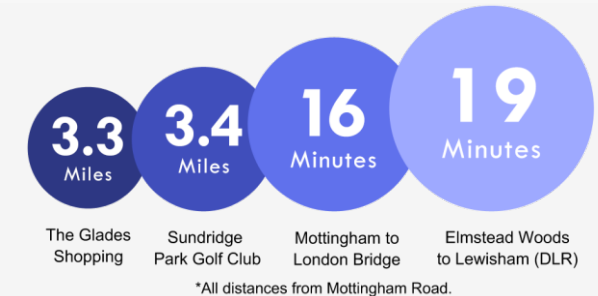 3.3
Miles
3.4
Miles
16
Minutes
19
Minutes
The Glades
Shopping
Sundridge
Park Golf Club
Mottingham to
London Bridge
Elmstead Woods
to Lewisham (DLR)
*All distances from Mottingham Road.